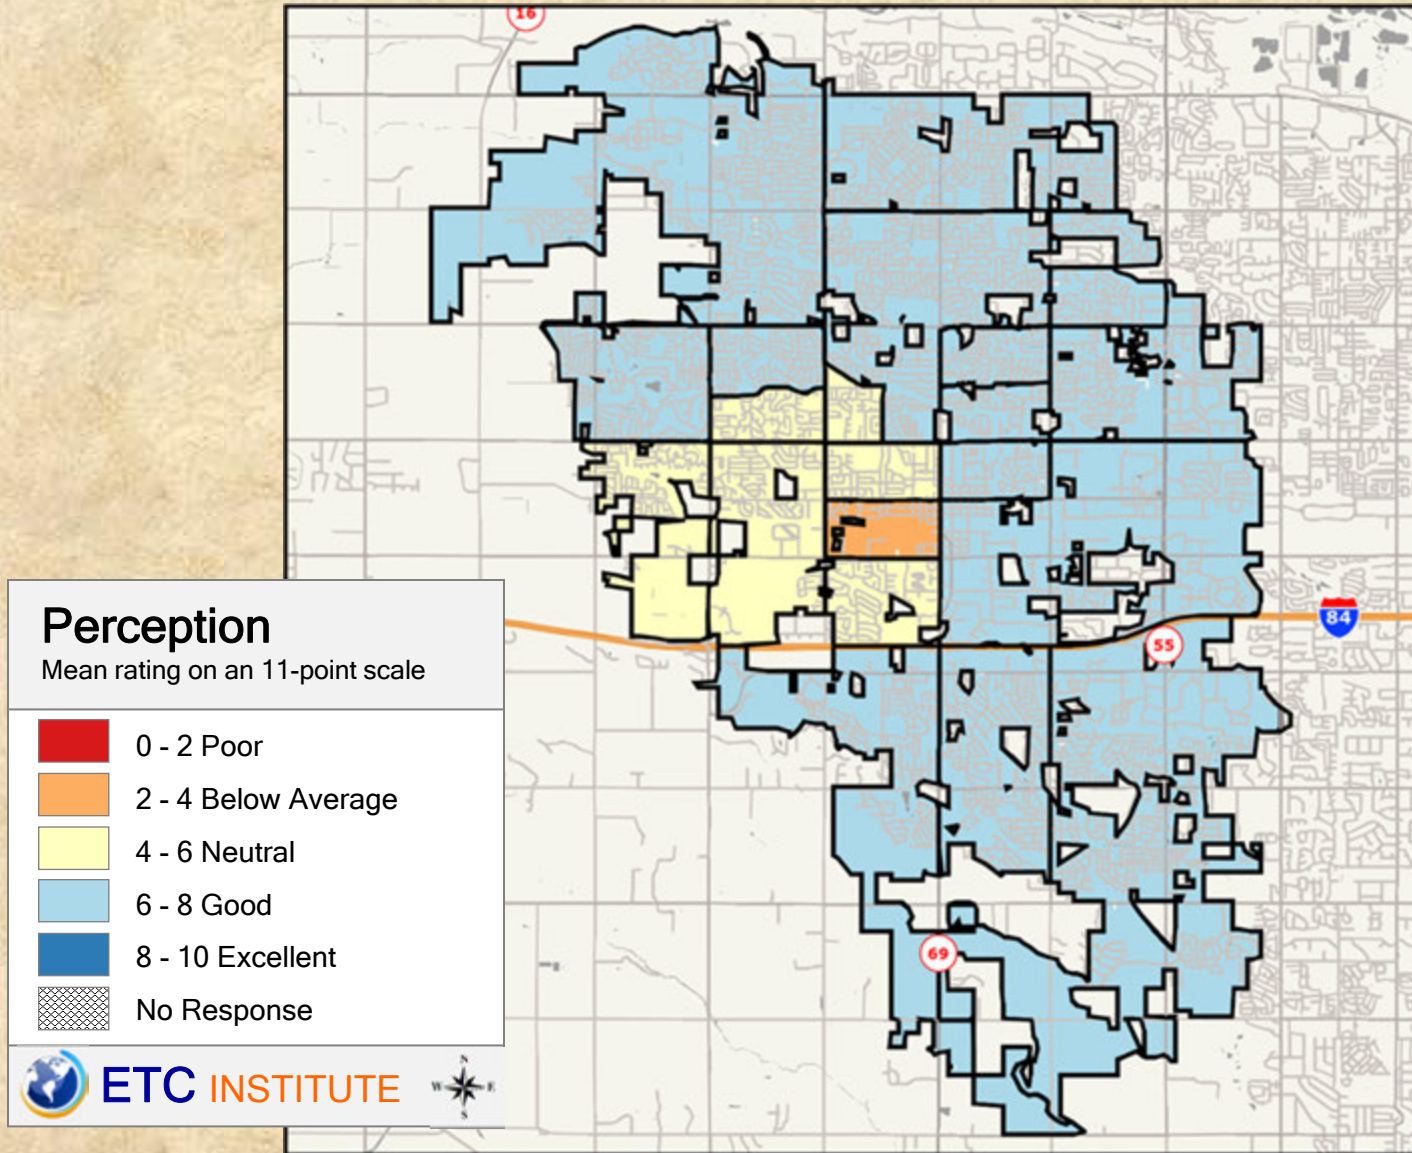 16
84
55
69
Perception
Mean rating on an 11-point scale
0 - 2 Poor
2 - 4 Below Average
4 - 6 Neutral
6 - 8 Good
8 - 10 Excellent
No Response
ETC INSTITUTE
N
W E
S